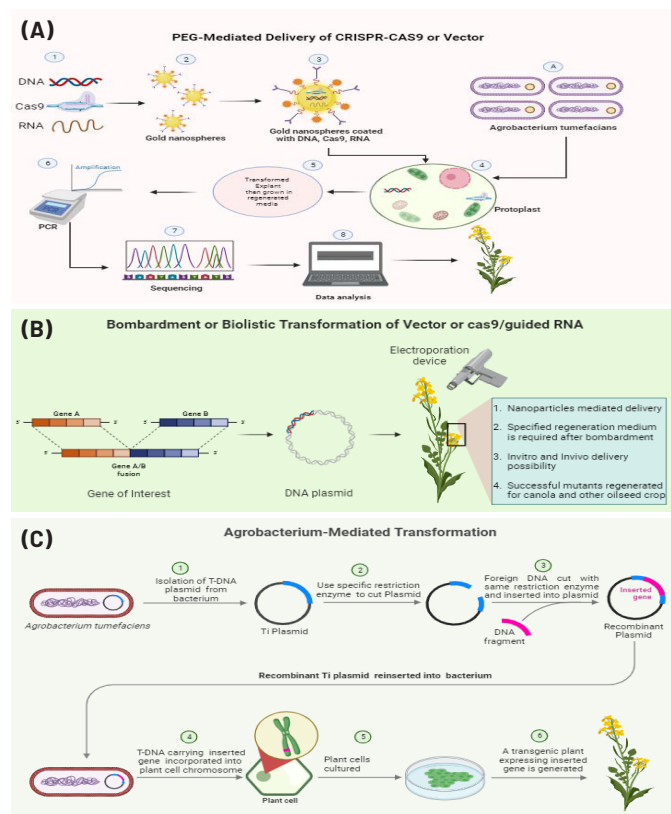 (A)
PEG-Mediated Delivery of CRISPR-CAS9 or Vector
1
2
3
A
DNA
Cas9
RNA
Gold nanospheres
Gold nanospheres coated
with DNA, Cas9, RNA
Agrobacterium tumefacians
6
Amplification
PCR
5
Transformed
Explant
then grown in
regenerated
media
4
Protoplast
7
Sequencing
8
Data analysis
(B)
Bombardment or Biolistic Transformation of Vector or cas9/guided RNA
Electroporation
device
5' Gene A 3'
5' Gene B 3'
5' 3'
Gene A/B
fusion
Gene of Interest
DNA plasmid
1. Nanoparticles mediated delivery
2. Specified regeneration medium
is required after bombardment
3. Invitro and Invivo delivery
possibility
4. Successful mutants regenerated
for canola and other oilseed crop
(C)
Agrobacterium-Mediated Transformation
1
Isolation of T-DNA
plasmid from
bacterium
2
Use specific restriction
enzyme to cut Plasmid
3
Foreign DNA cut with
same restriction enzyme
and inserted into plasmid
Inserted
gene
Agrobacterium tumefaciens
Ti Plasmid
DNA
fragment
Recombinant
Plasmid
Recombinant Ti plasmid reinserted into bacterium
4
T-DNA carrying inserted
gene incorporated into
plant cell chromosome
Plant cell
5
Plant cells
cultured
6
A transgenic plant
expressing inserted
gene is generated